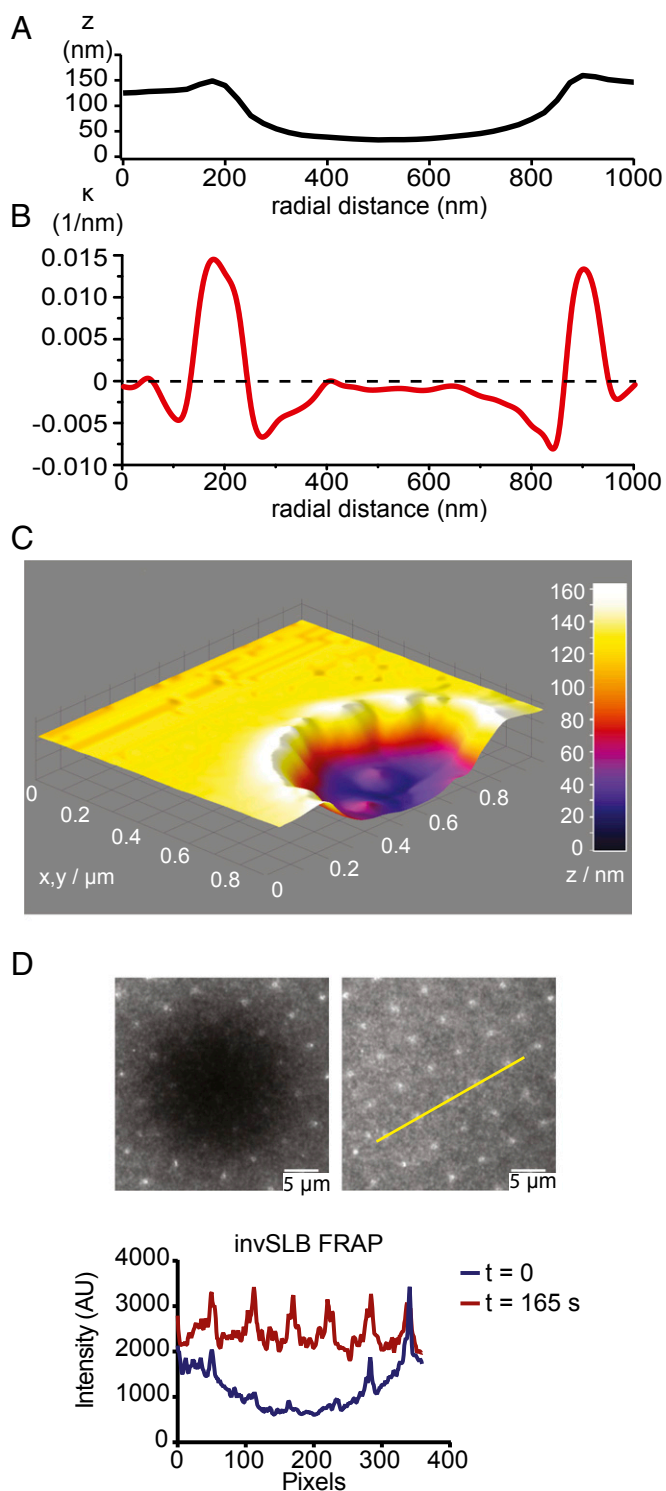 A
z
(nm)
150
100
50
0
0 200 400 600 800 1000
radial distance (nm)
B
κ
(1/nm)
0.015
0.010
0.005
0
-0.005
-0.010
0 200 400 600 800 1000
radial distance (nm)
C
160
140
120
100
80
60
40
20
0
z / nm
0
0.2
0.4
0.6
0.8
x,y / µm
0
0.2
0.4
0.6
0.8
D
5 µm
5 µm
invSLB FRAP
4000
3000
2000
1000
0
Intensity (AU)
0 100 200 300 400
Pixels
t = 0
t = 165 s